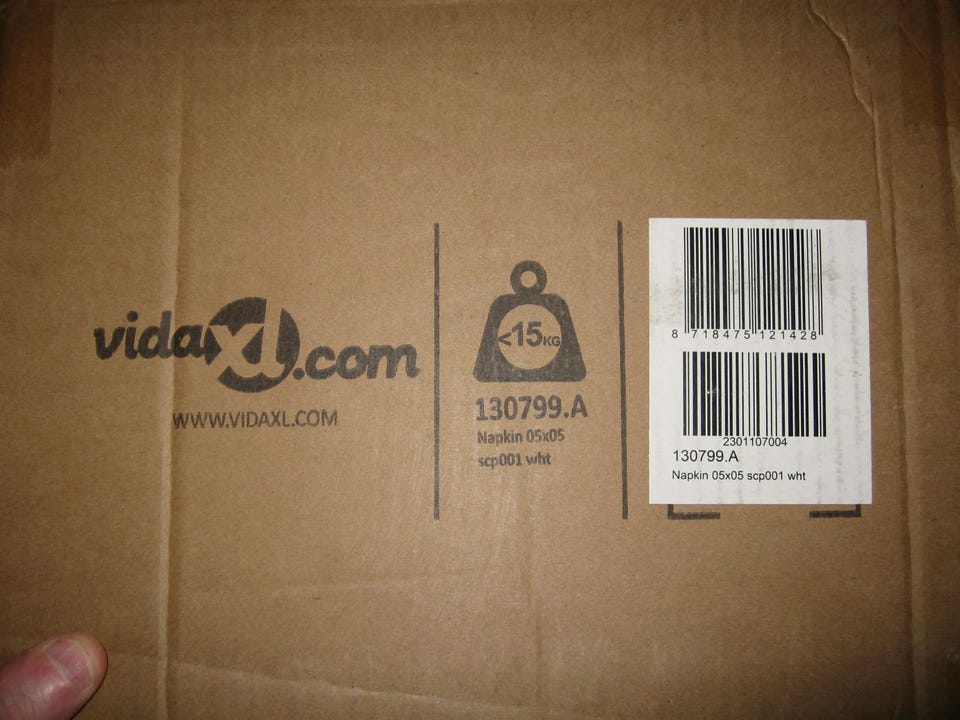 vidaXL.com
WWW.VIDAXL.COM
<15KG
130799.A
Napkin 05x05
scp001 wht
8 718475 121428
2301107004
130799.A
Napkin 05x05 scp001 wht